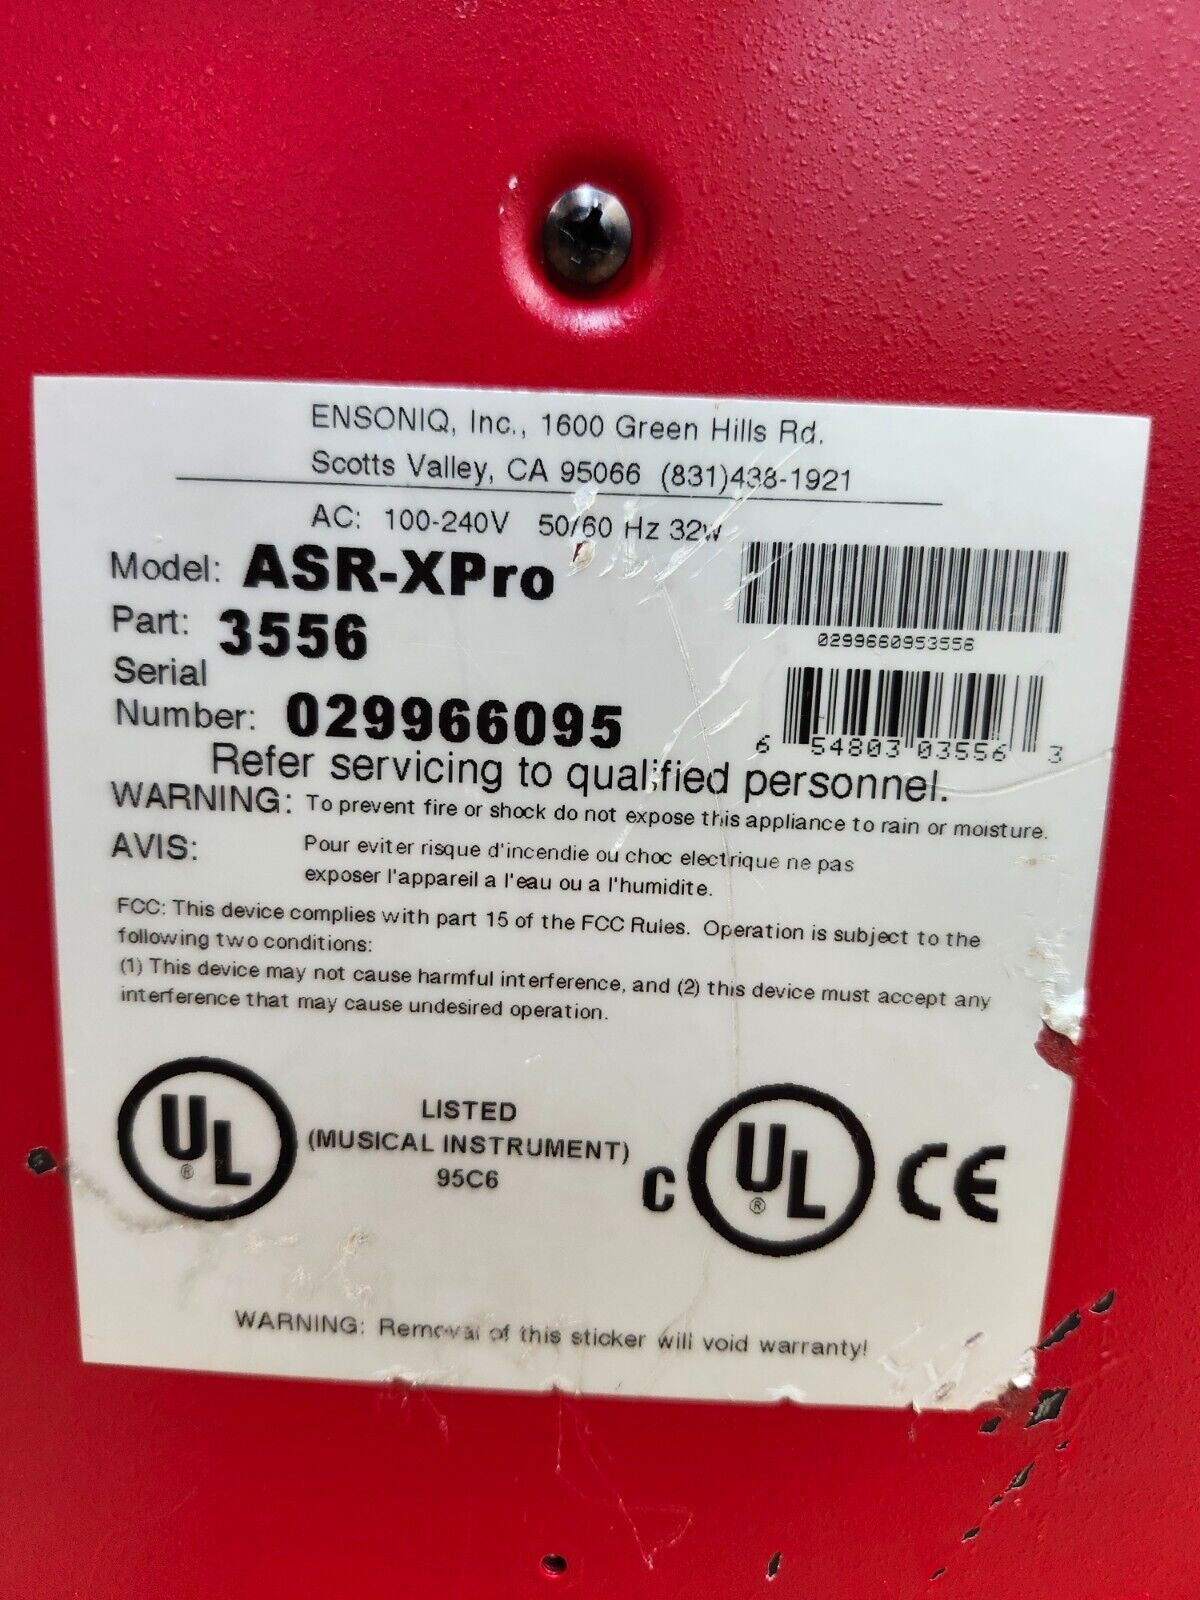 ENSONIQ, Inc., 1600 Green Hills Rd.
Scotts Valley, CA 95066 (831)438-1921
AC: 100-240V 50/60 Hz 32w
Model: ASR-XPro
Part: 3556
0299660953556
Serial
Number: 029966095
6 54803 03556 3
Refer servicing to qualified personnel.
WARNING: To prevent fire or shock do not expose this appliance to rain or moisture.
AVIS: Pour eviter risque d'incendie ou choc electrique ne pas
exposer l'appareil a l'eau ou a l'humidite.
FCC: This device complies with part 15 of the FCC Rules. Operation is subject to the
following two conditions:
(1) This device may not cause harmful interference, and (2) this device must accept any
interference that may cause undesired operation.
UL ®
LISTED
(MUSICAL INSTRUMENT)
95C6
C UL ® CE
WARNING: Removal of this sticker will void warranty!